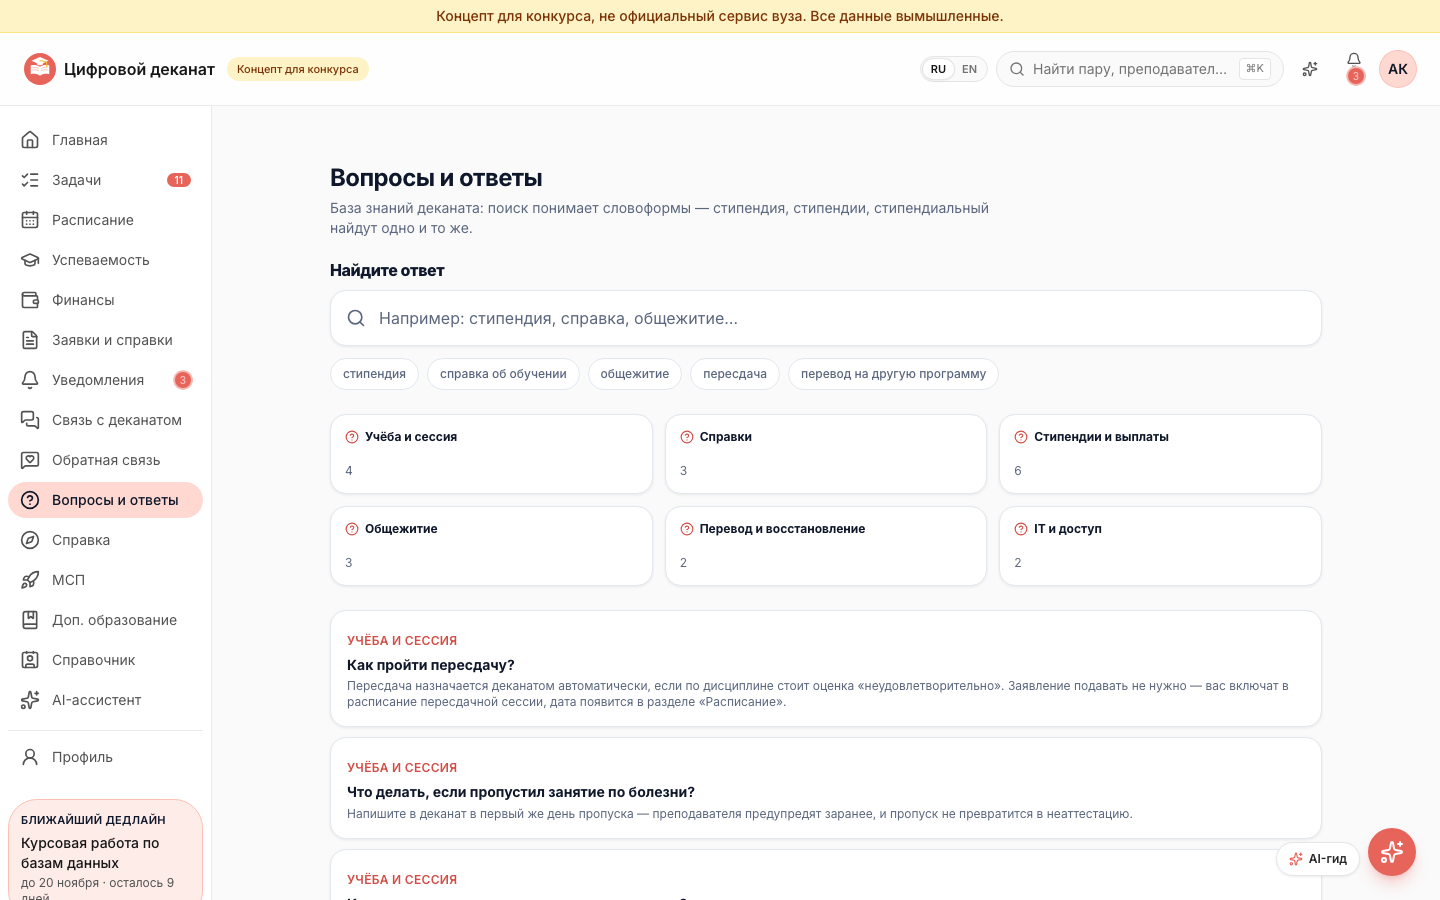 Концепт для конкурса, не официальный сервис вуза. Все данные вымышленные.
Цифровой деканат
Концепт для конкурса
RU EN
Найти пару, преподавател...
⌘K
3
АК
Главная
Задачи
11
Расписание
Успеваемость
Финансы
Заявки и справки
Уведомления
3
Связь с деканатом
Обратная связь
Вопросы и ответы
Справка
МСП
Доп. образование
Справочник
AI-ассистент
Профиль
БЛИЖАЙШИЙ ДЕДЛАЙН
Курсовая работа по
базам данных
до 20 ноября · осталось 9
дней
Вопросы и ответы
База знаний деканата: поиск понимает словоформы — стипендия, стипендии, стипендиальный
найдут одно и то же.
Найдите ответ
Например: стипендия, справка, общежитие...
стипендия
справка об обучении
общежитие
пересдача
перевод на другую программу
Учёба и сессия
4
Справки
3
Стипендии и выплаты
6
Общежитие
3
Перевод и восстановление
2
IT и доступ
2
УЧЁБА И СЕССИЯ
Как пройти пересдачу?
Пересдача назначается деканатом автоматически, если по дисциплине стоит оценка «неудовлетворительно». Заявление подавать не нужно — вас включат в
расписание пересдачной сессии, дата появится в разделе «Расписание».
УЧЁБА И СЕССИЯ
Что делать, если пропустил занятие по болезни?
Напишите в деканат в первый же день пропуска — преподавателя предупредят заранее, и пропуск не превратится в неаттестацию.
УЧЁБА И СЕССИЯ
AI-гид